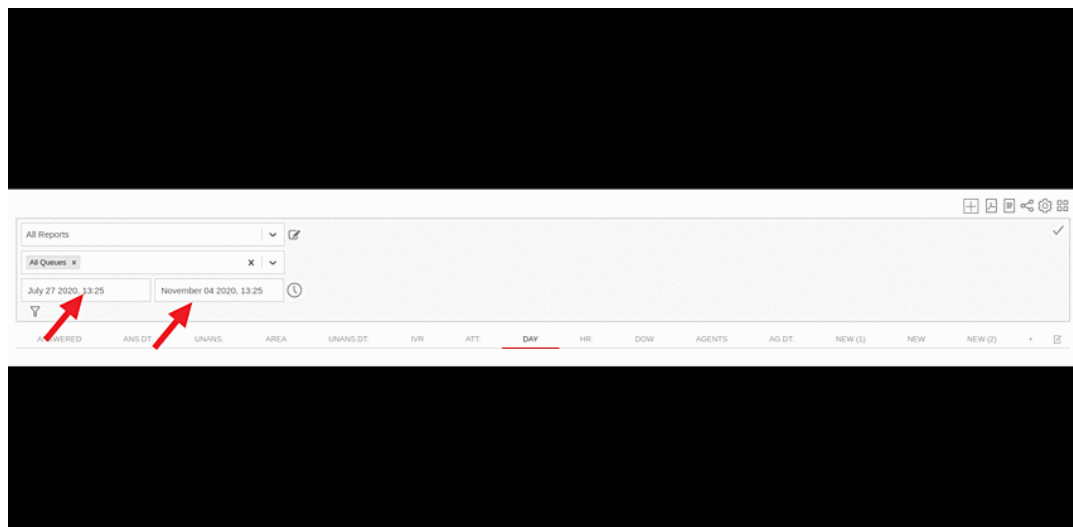 All Reports
All Queues x
x
July 27 2020, 13:25 November 04 2020, 13:25
ANSWERED ANS.DT. UNANS. AREA UNANS.DT. IVR ATT. DAY HR. DOW AGENTS AG.DT. NEW (1) NEW NEW (2) +